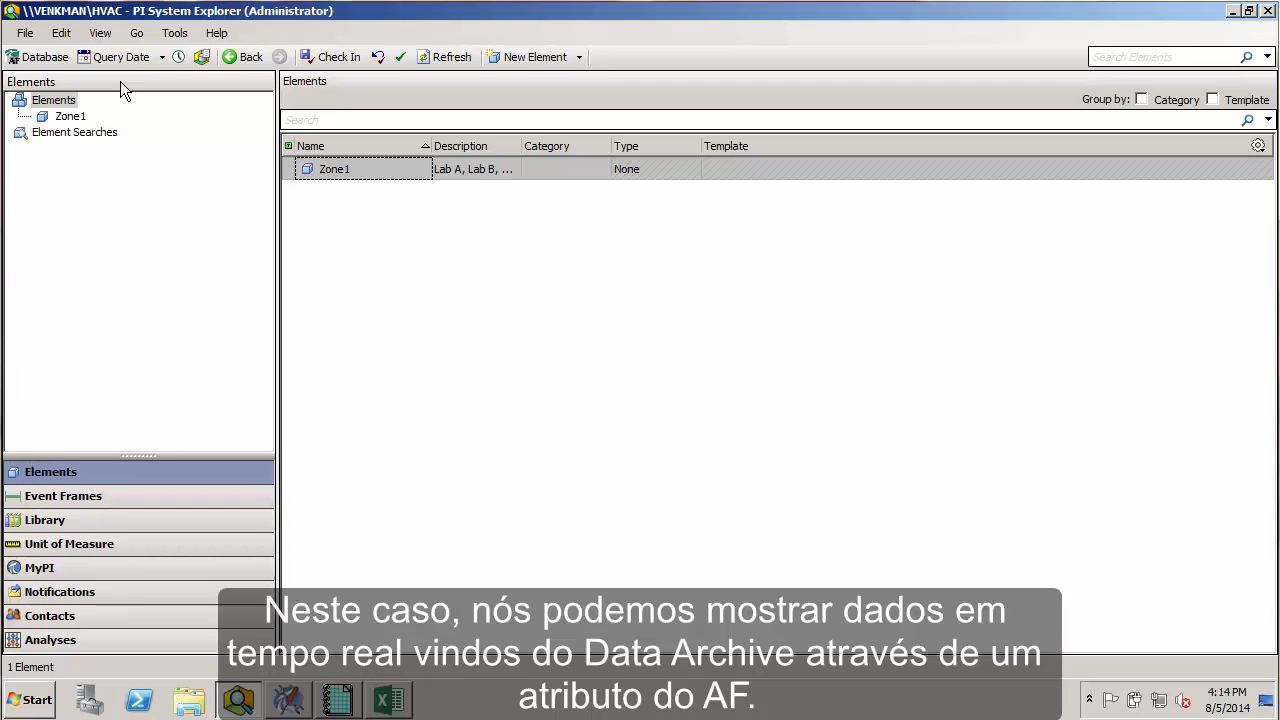 \\VENKMAN\HVAC - PI System Explorer (Administrator)
File Edit View Go Tools Help
Database Query Date Back Check In Refresh New Element Search Elements
Elements
Elements
Zone1
Element Searches
Elements
Group by: Category Template
Search
Name Description Category Type Template
Zone1 Lab A, Lab B, ... None
Elements
Event Frames
Library
Unit of Measure
MyPI
Notifications
Contacts
Analyses
1 Element
Neste caso, nós podemos mostrar dados em
tempo real vindos do Data Archive através de um
atributo do AF.
Start
4:14 PM
8/5/2014